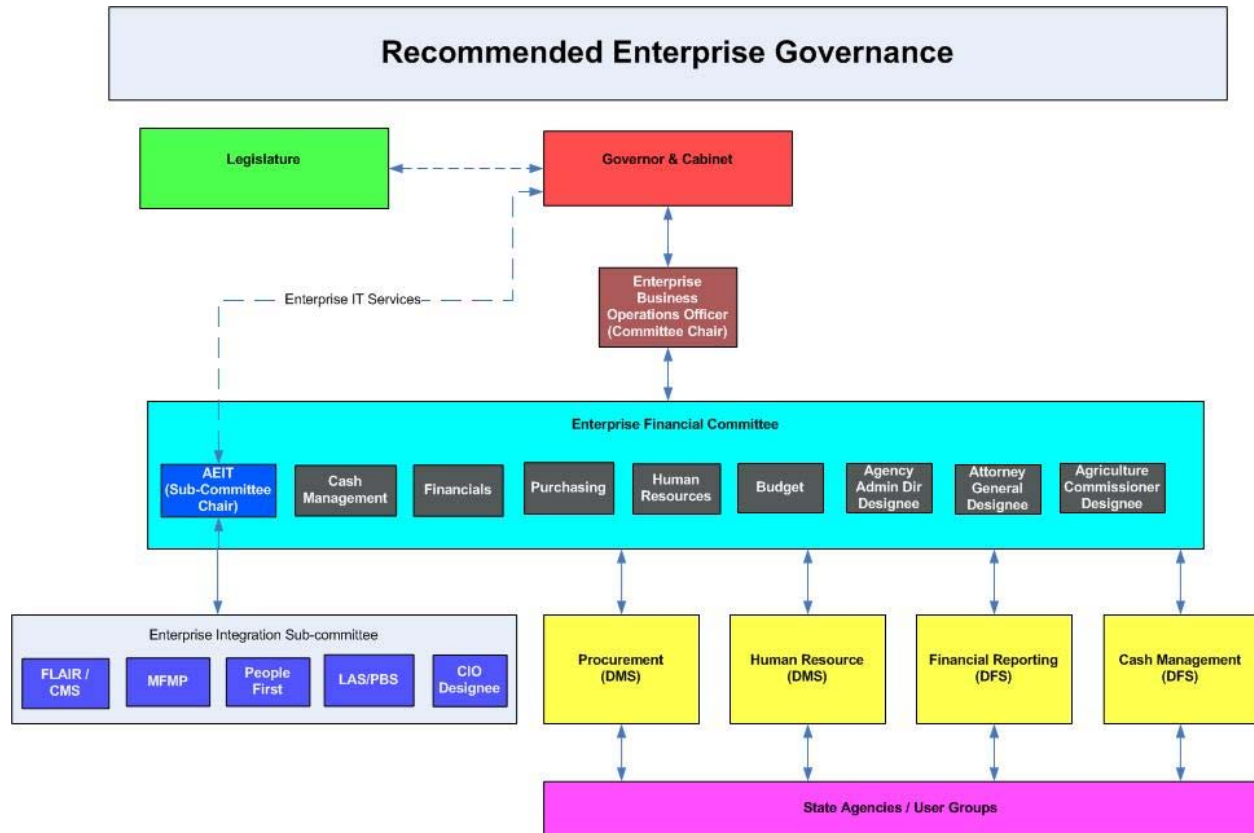 Recommended Enterprise Governance
Legislature
Governor & Cabinet
Enterprise
Business
Operations Officer
(Committee Chair)
Enterprise IT Services
Enterprise Financial Committee
AEIT
(Sub-Committee
Chair)
Cash
Management
Financials
Purchasing
Human
Resources
Budget
Agency
Admin Dir
Designee
Attorney
General
Designee
Agriculture
Commissioner
Designee
Enterprise Integration Sub-committee
FLAIR /
CMS
MFMP
People
First
LAS/PBS
CIO
Designee
Procurement
(DMS)
Human Resource
(DMS)
Financial Reporting
(DFS)
Cash Management
(DFS)
State Agencies / User Groups